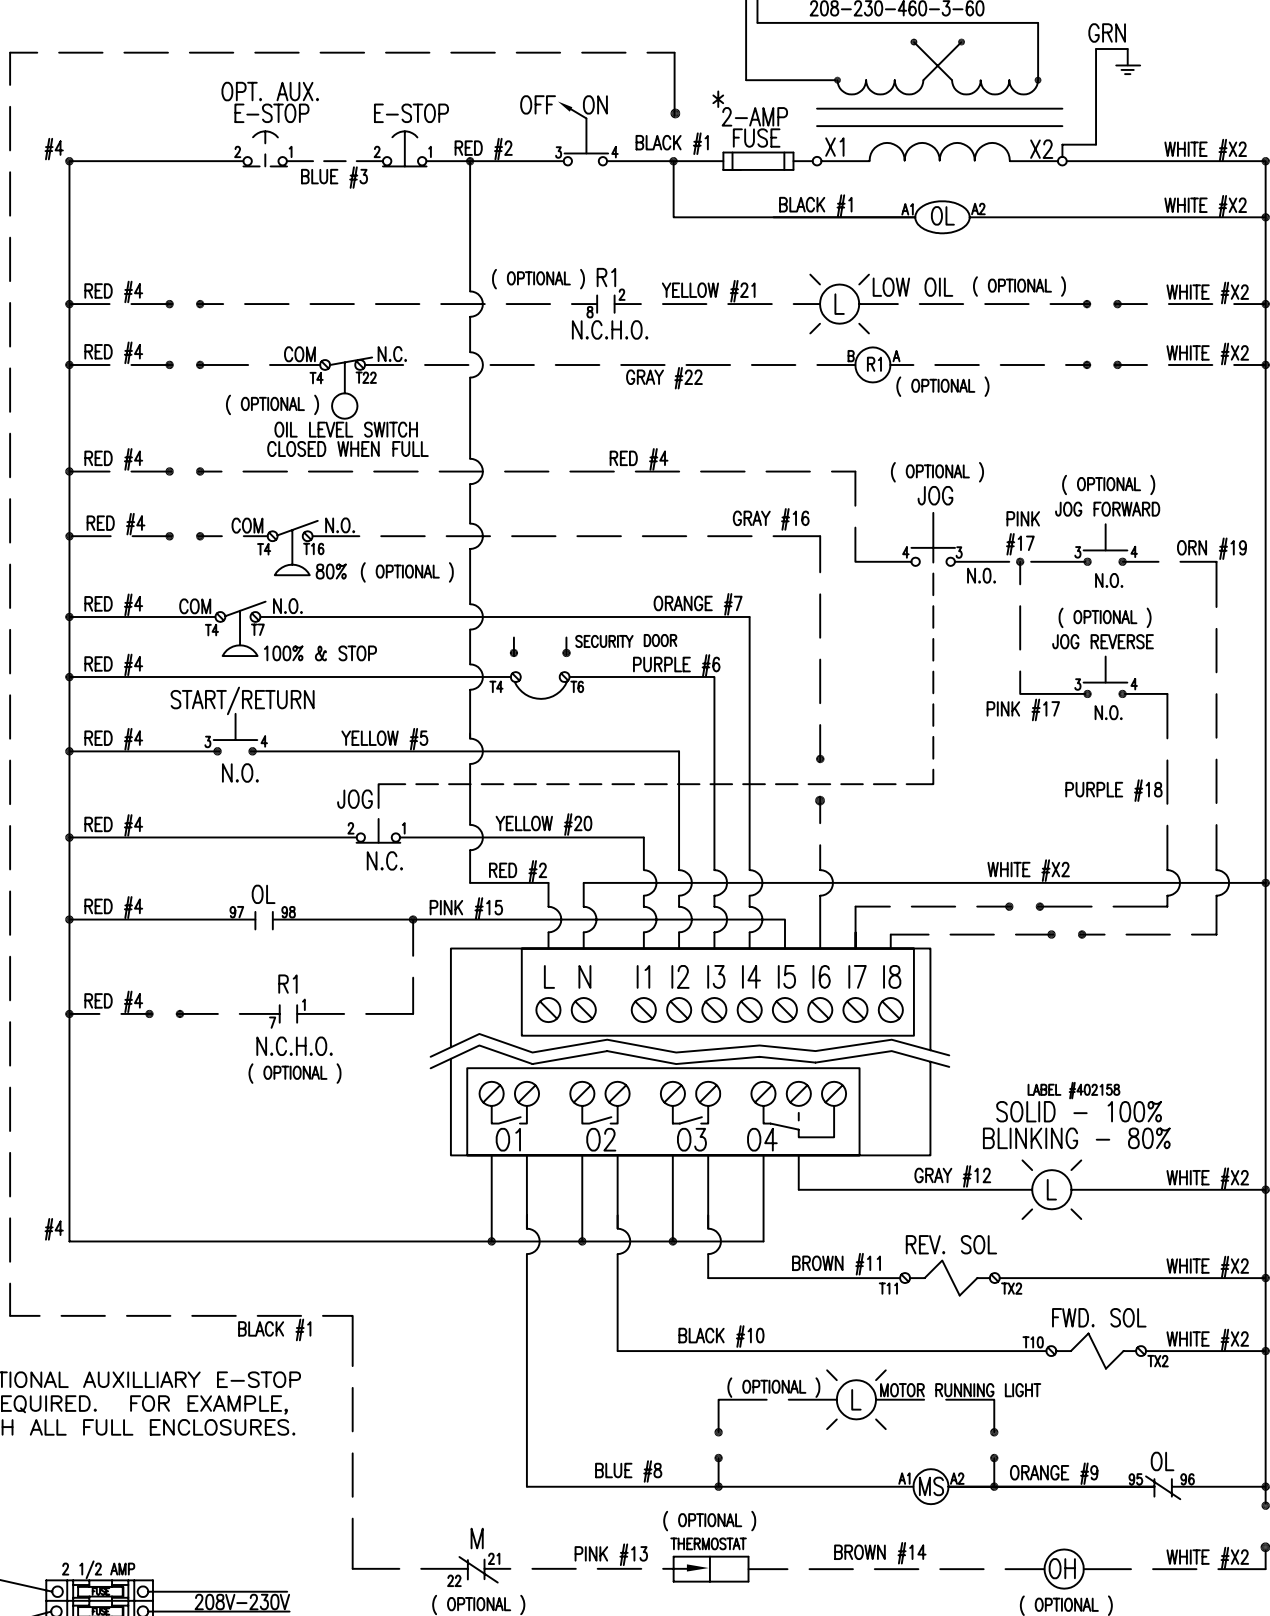 208-230-460-3-60
GRN
OPT. AUX.
E-STOP
E-STOP
OFF
ON
*
2-AMP
FUSE
#4
2
1
BLUE #3
2
1
RED #2
3
4
BLACK #1
X1
X2
WHITE #X2
BLACK #1
A1
OL
A2
WHITE #X2
RED #4
( OPTIONAL )
R1
8
2
N.C.H.O.
YELLOW #21
L
LOW OIL
( OPTIONAL )
WHITE #X2
RED #4
COM
N.C.
T4
T22
GRAY #22
B
R1
A
( OPTIONAL )
WHITE #X2
( OPTIONAL )
OIL LEVEL SWITCH
CLOSED WHEN FULL
RED #4
RED #4
( OPTIONAL )
JOG
4
3
N.O.
PINK
#17
( OPTIONAL )
JOG FORWARD
3
4
N.O.
ORN #19
RED #4
COM
N.O.
T4
T16
80% ( OPTIONAL )
GRAY #16
RED #4
COM
N.O.
T4
T7
100% & STOP
ORANGE #7
( OPTIONAL )
JOG REVERSE
3
4
N.O.
PINK #17
RED #4
T4
T6
SECURITY DOOR
PURPLE #6
START/RETURN
RED #4
3
4
N.O.
YELLOW #5
PURPLE #18
JOG
RED #4
2
1
N.C.
YELLOW #20
RED #2
WHITE #X2
RED #4
OL
97
98
PINK #15
L N I1 I2 I3 I4 I5 I6 I7 I8
RED #4
R1
7
1
N.C.H.O.
( OPTIONAL )
O1 O2 O3 O4
LABEL #402158
SOLID - 100%
BLINKING - 80%
GRAY #12
L
WHITE #X2
#4
REV. SOL
BROWN #11
T11
TX2
WHITE #X2
FWD. SOL
BLACK #10
T10
TX2
WHITE #X2
BLACK #1
TIONAL AUXILLIARY E-STOP
EQUIRED. FOR EXAMPLE,
H ALL FULL ENCLOSURES.
( OPTIONAL )
L
MOTOR RUNNING LIGHT
BLUE #8
A1
MS
A2
ORANGE #9
OL
95
96
M
21
22
( OPTIONAL )
PINK #13
( OPTIONAL )
THERMOSTAT
BROWN #14
OH
( OPTIONAL )
WHITE #X2
2 1/2 AMP
FUSE
FUSE
208V-230V